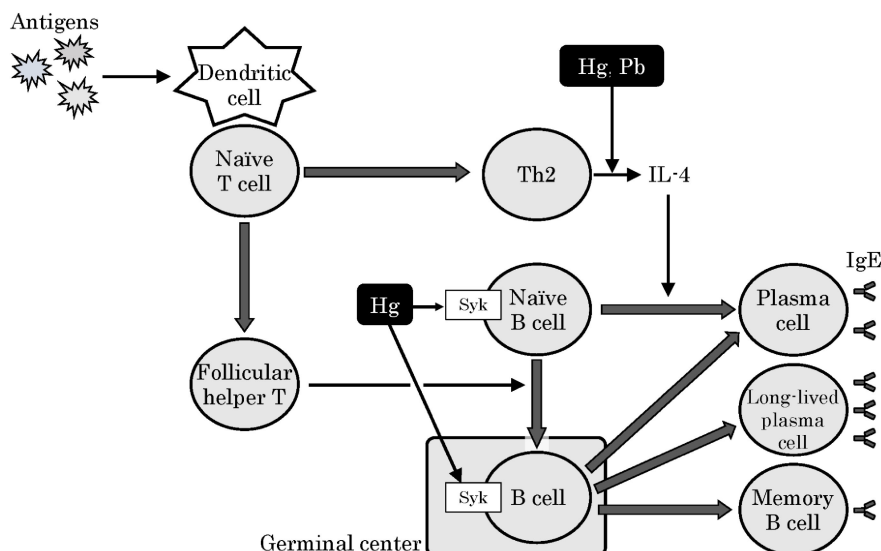 Antigens
Dendritic
cell
Hg, Pb
Naïve
T cell
Th2
IL-4
IgE
Hg
Syk
Naïve
B cell
Plasma
cell
Follicular
helper T
Long-lived
plasma
cell
Syk
B cell
Memory
B cell
Germinal center